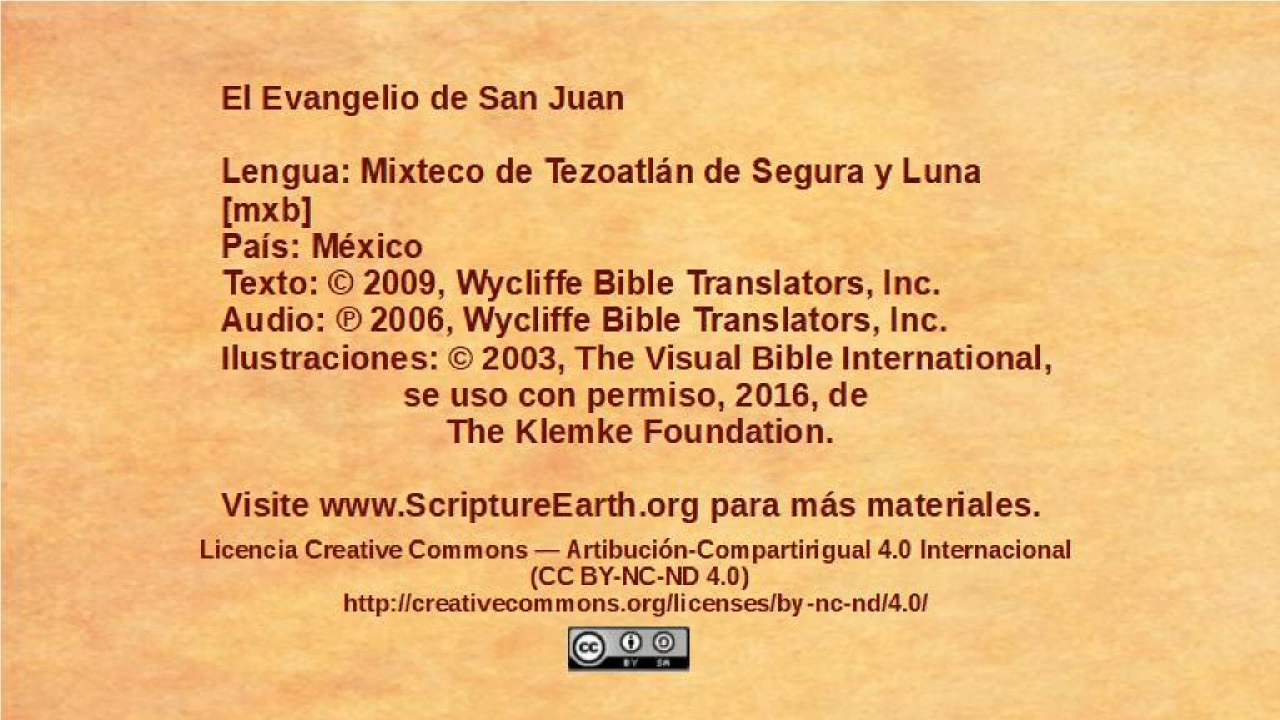 El Evangelio de San Juan
Lengua: Mixteco de Tezoatlán de Segura y Luna
[mxb]
País: México
Texto: © 2009, Wycliffe Bible Translators, Inc.
Audio: ℗ 2006, Wycliffe Bible Translators, Inc.
Ilustraciones: © 2003, The Visual Bible International,
se uso con permiso, 2016, de
The Klemke Foundation.
Visite www.ScriptureEarth.org para más materiales.
Licencia Creative Commons — Artibución-Compartirigual 4.0 Internacional
(CC BY-NC-ND 4.0)
http://creativecommons.org/licenses/by-nc-nd/4.0/
cc BY SA